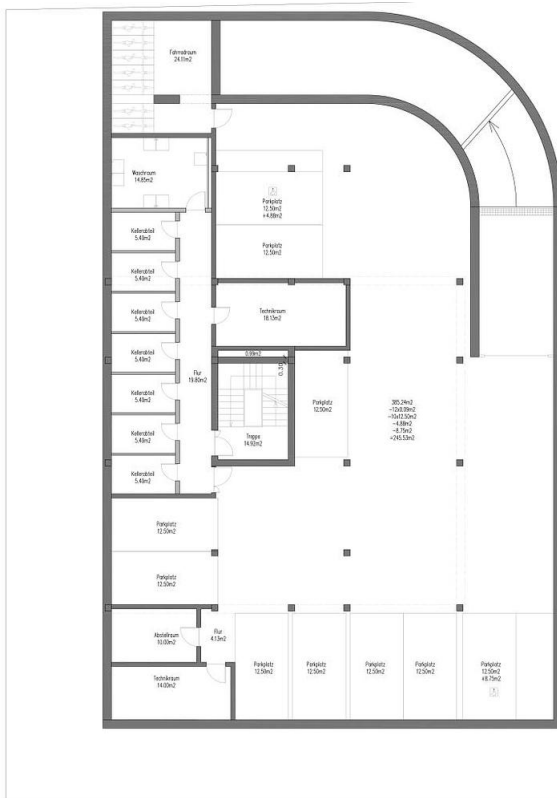 Fahrradraum
24.11m2
Waschraum
14.85m2
Parkplatz
12.50m2
+4.88m2
Kellerabteil
5.40m2
Parkplatz
12.50m2
Kellerabteil
5.40m2
Kellerabteil
5.40m2
Technikraum
18.13m2
Kellerabteil
5.40m2
0.99m2
Flur
19.80m2
Kellerabteil
5.40m2
Parkplatz
12.50m2
385.24m2
-12x0.09m2
-10x12.50m2
-4.88m2
-8.75m2
=245.53m2
Kellerabteil
5.40m2
Treppe
14.92m2
Kellerabteil
5.40m2
Parkplatz
12.50m2
Parkplatz
12.50m2
Abstellraum
10.00m2
Flur
4.13m2
Technikraum
14.00m2
Parkplatz
12.50m2
Parkplatz
12.50m2
Parkplatz
12.50m2
Parkplatz
12.50m2
Parkplatz
12.50m2
+8.75m2